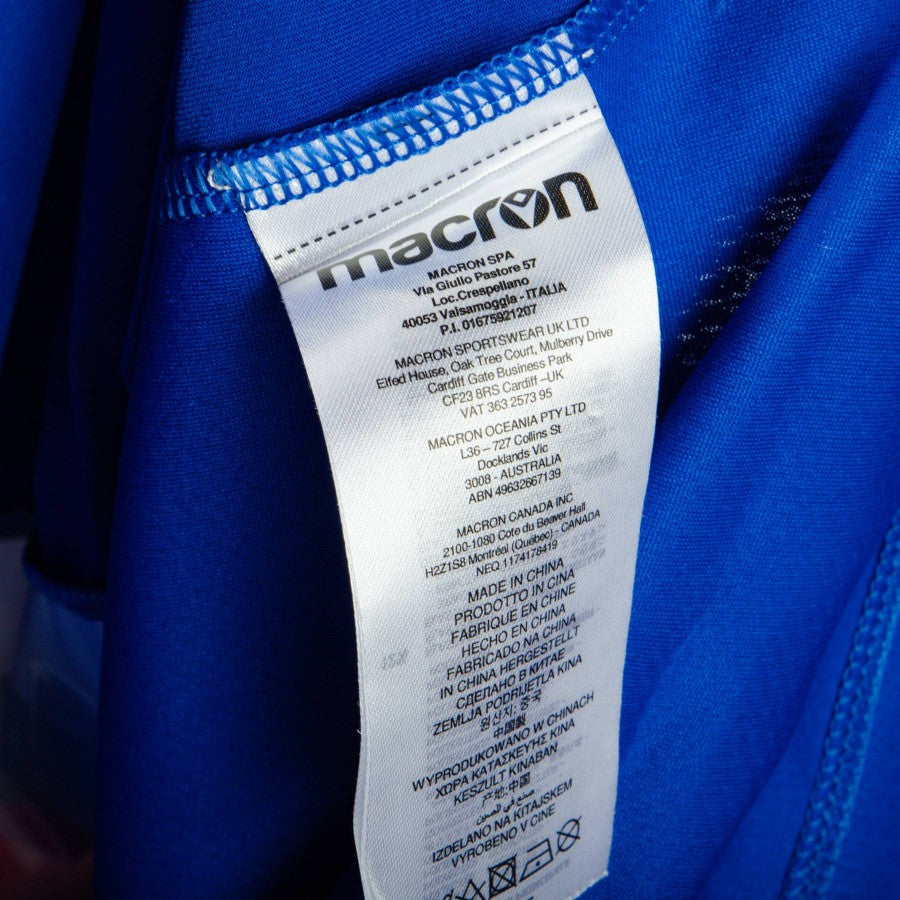 macron
MACRON SPA
Via Giulio Pastore 57
Loc.Crespellano
40053 Valsamoggia - ITALIA
P.I. 01675921207
MACRON SPORTSWEAR UK LTD
Elfed House, Oak Tree Court, Mulberry Drive
Cardiff Gate Business Park
CF23 8RS Cardiff –UK
VAT 363 2573 95
MACRON OCEANIA PTY LTD
L36 – 727 Collins St
Docklands Vic
3008 - AUSTRALIA
ABN 49632667139
MACRON CANADA INC
2100-1080 Cote du Beaver Hall
H2Z1S8 Montréal (Québec) - CANADA
NEQ 1174178419
MADE IN CHINA
PRODOTTO IN CINA
FABRIQUE EN CHINE
HECHO EN CHINA
FABRICADO NA CHINA
IN CHINA HERGESTELLT
СДЕЛАНО В КИТАЕ
ZEMLJA PODRIJETLA KINA
원산지: 중국
中国製
WYPRODUKOWANO W CHINACH
ΧΩΡΑ ΚΑΤΑΣΚΕΥΗΣ ΚΙΝΑ
KESZULT KINABAN
产地: 中国
صنع في الصين
IZDELANO NA KITAJSKEM
VYROBENO V CINE